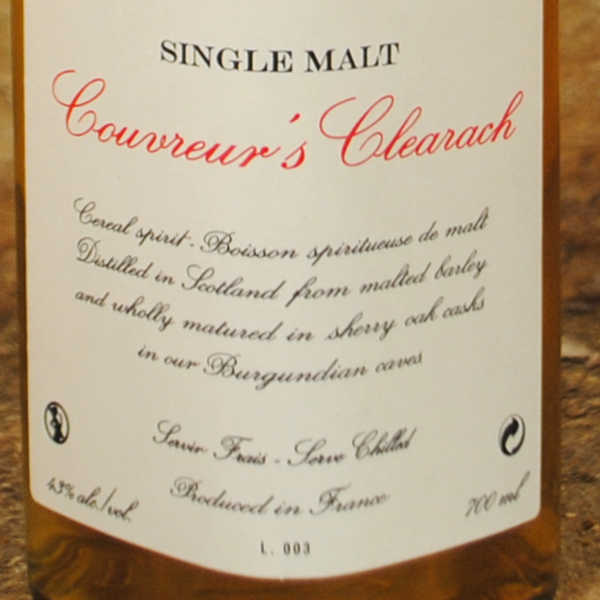 SINGLE MALT
Couvreur's Clearach
Cereal spirit - Boisson spiritueuse de malt
Distilled in Scotland from malted barley
and wholly matured in sherry oak casks
in our Burgundian caves
Servir Frais - Serve Chilled
43% alc./vol.
Produced in France
700 ml
L. 003